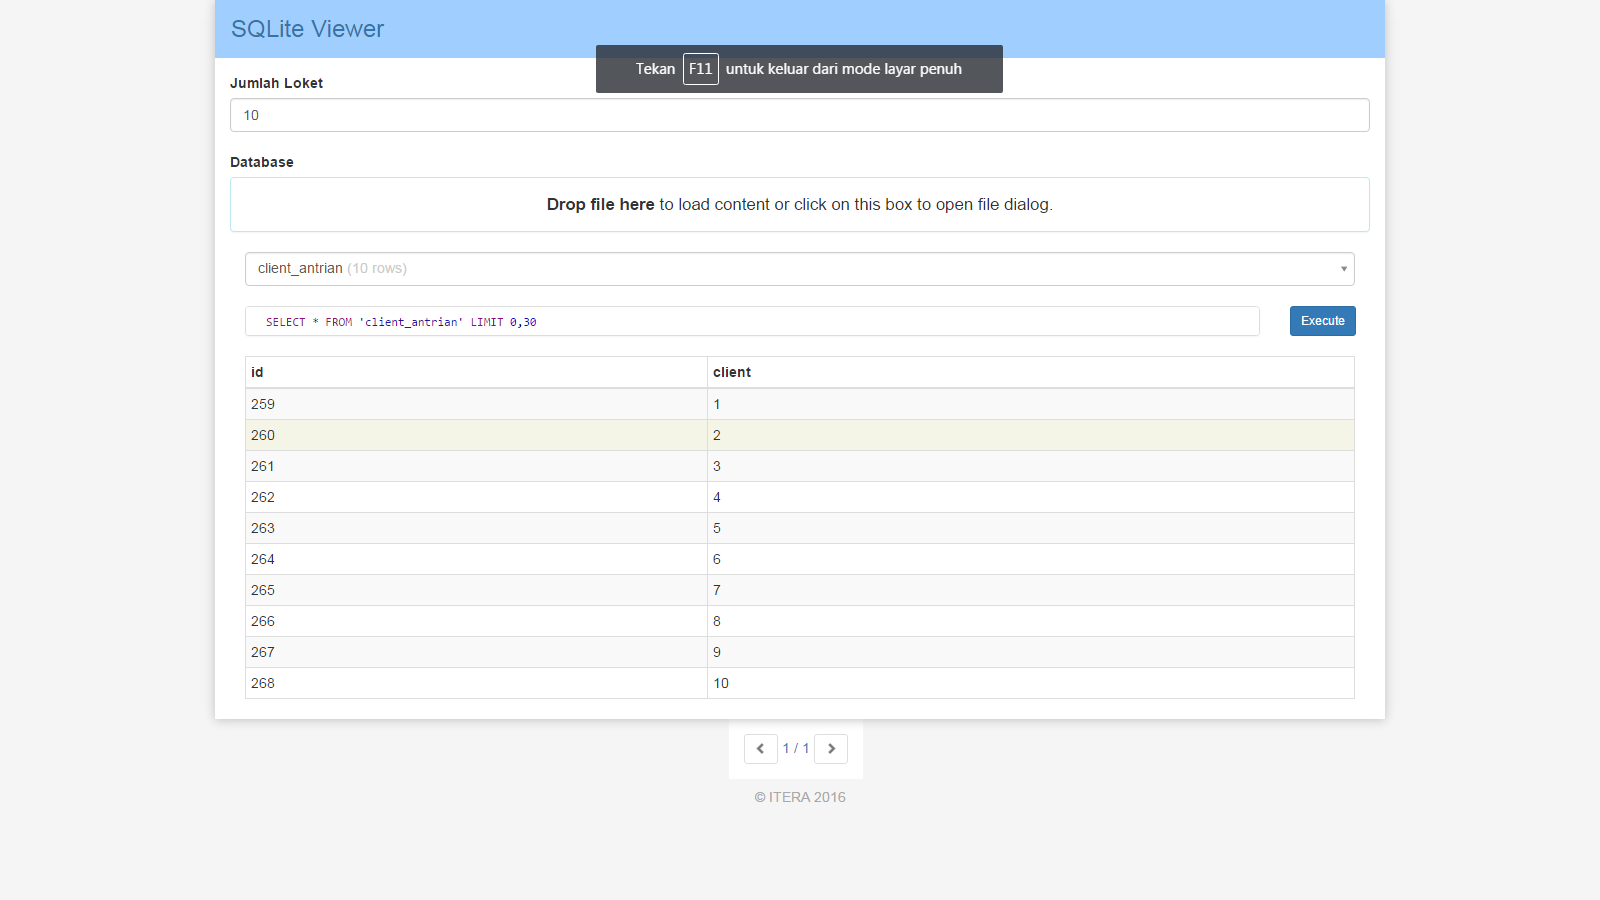 SQLite Viewer
Tekan F11 untuk keluar dari mode layar penuh
Jumlah Loket
10
Database
Drop file here to load content or click on this box to open file dialog.
client_antrian (10 rows)
SELECT * FROM 'client_antrian' LIMIT 0,30
Execute
id client
259 1
260 2
261 3
262 4
263 5
264 6
265 7
266 8
267 9
268 10
1 / 1
© ITERA 2016